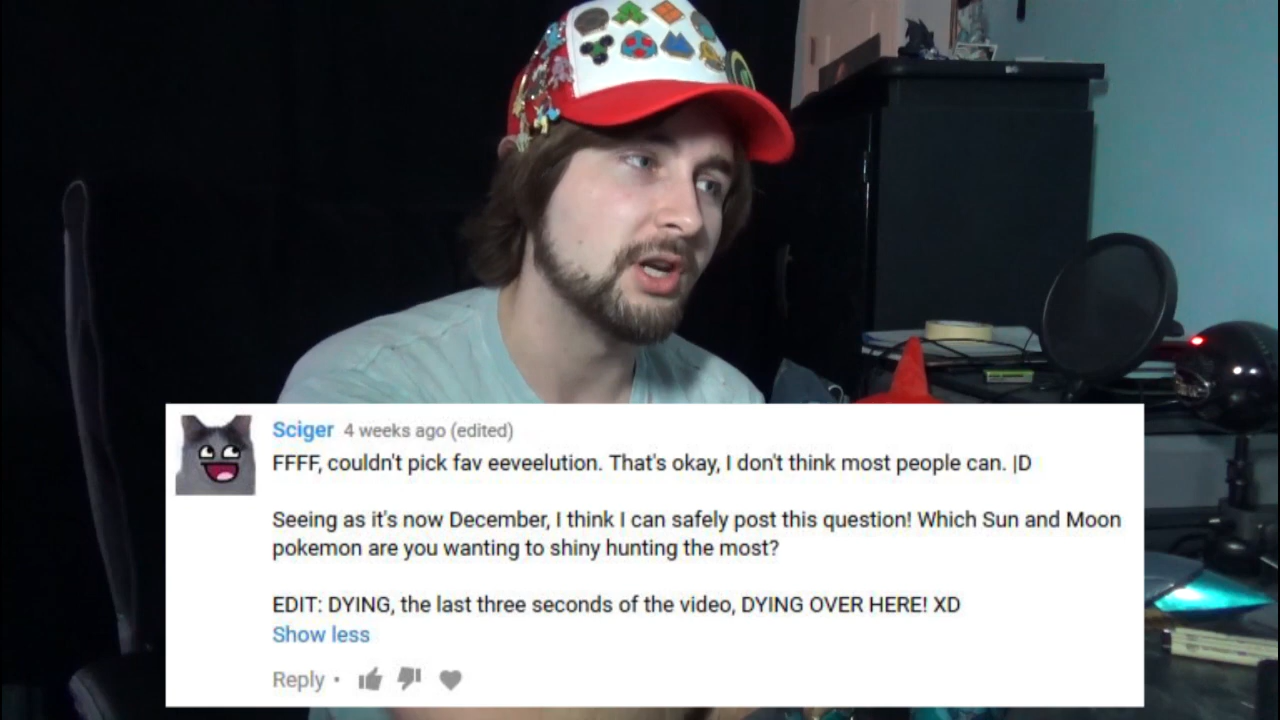 Sciger 4 weeks ago (edited)
FFFF, couldn't pick fav eeveelution. That's okay, I don't think most people can. |D
Seeing as it's now December, I think I can safely post this question! Which Sun and Moon
pokemon are you wanting to shiny hunting the most?
EDIT: DYING, the last three seconds of the video, DYING OVER HERE! XD
Show less
Reply •